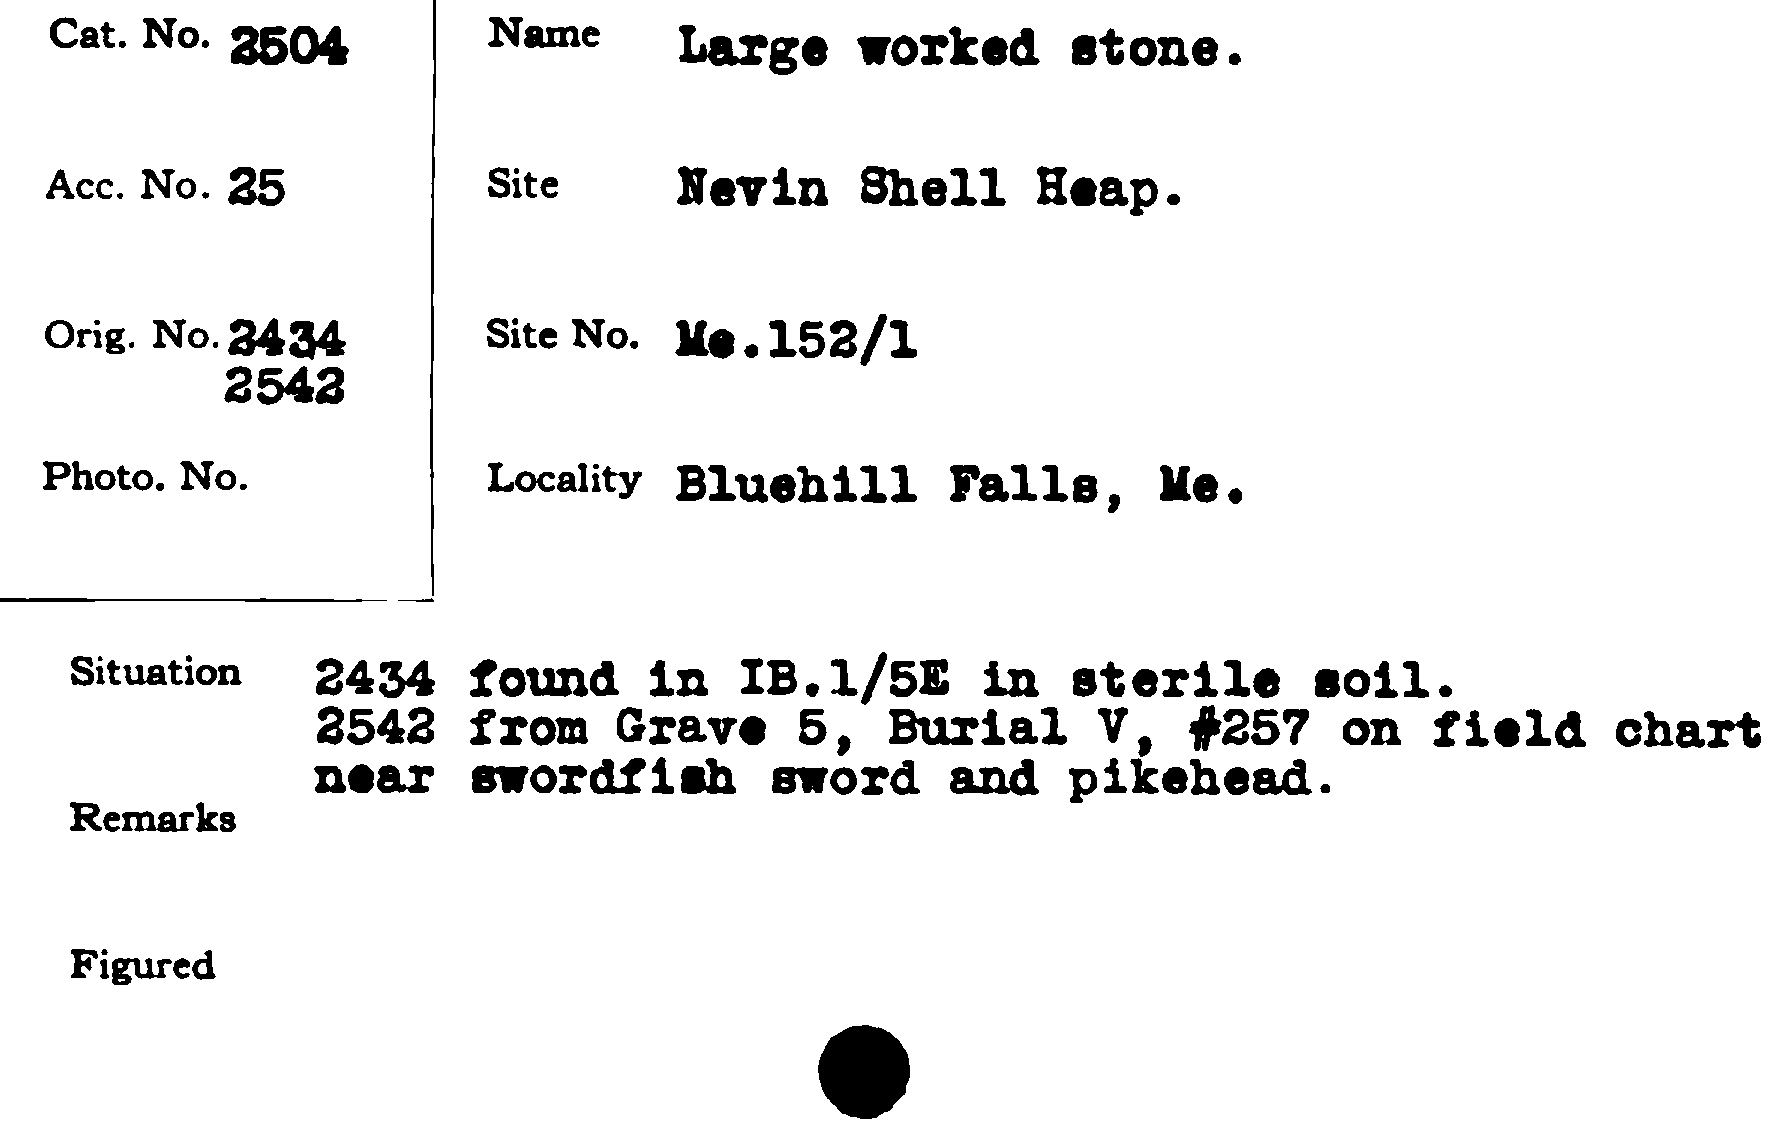 Cat. No. 2504
Name Large worked stone.
Acc. No. 25
Site Nevin Shell Heap.
Orig. No. 2434
2542
Site No. Me.152/1
Photo. No.
Locality Bluehill Falls, Me.
Situation 2434 found in IB.1/5E in sterile soil.
2542 from Grave 5, Burial V, #257 on field chart
near swordfish sword and pikehead.
Remarks
Figured